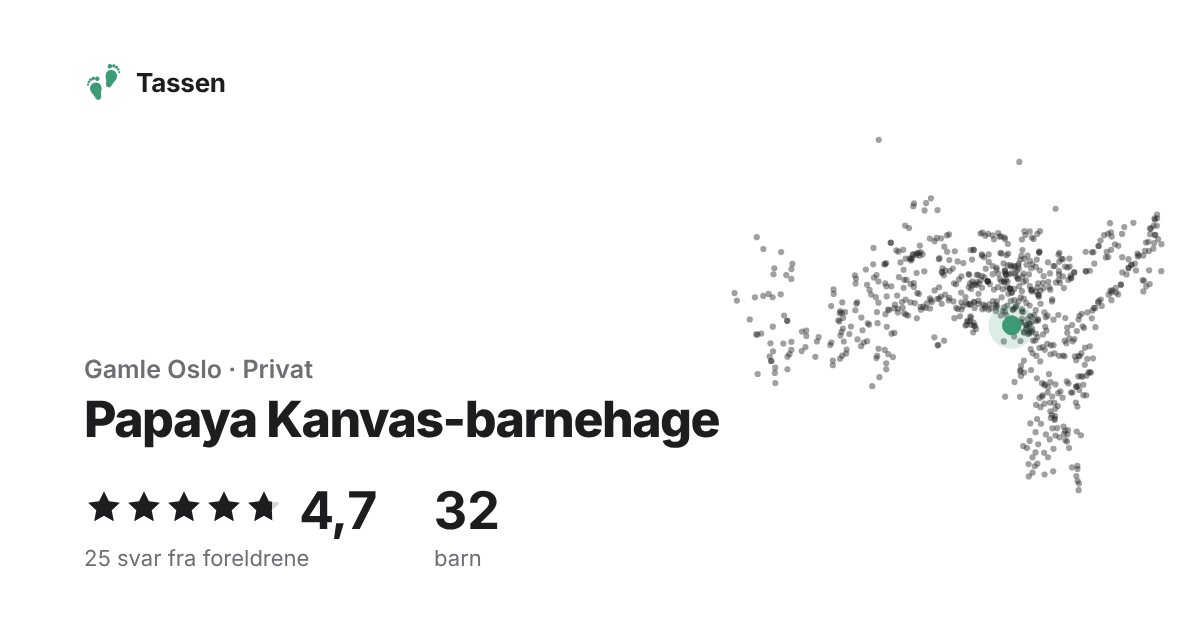 Tassen
Gamle Oslo · Privat
Papaya Kanvas-barnehage
4,7
25 svar fra foreldrene
32
barn